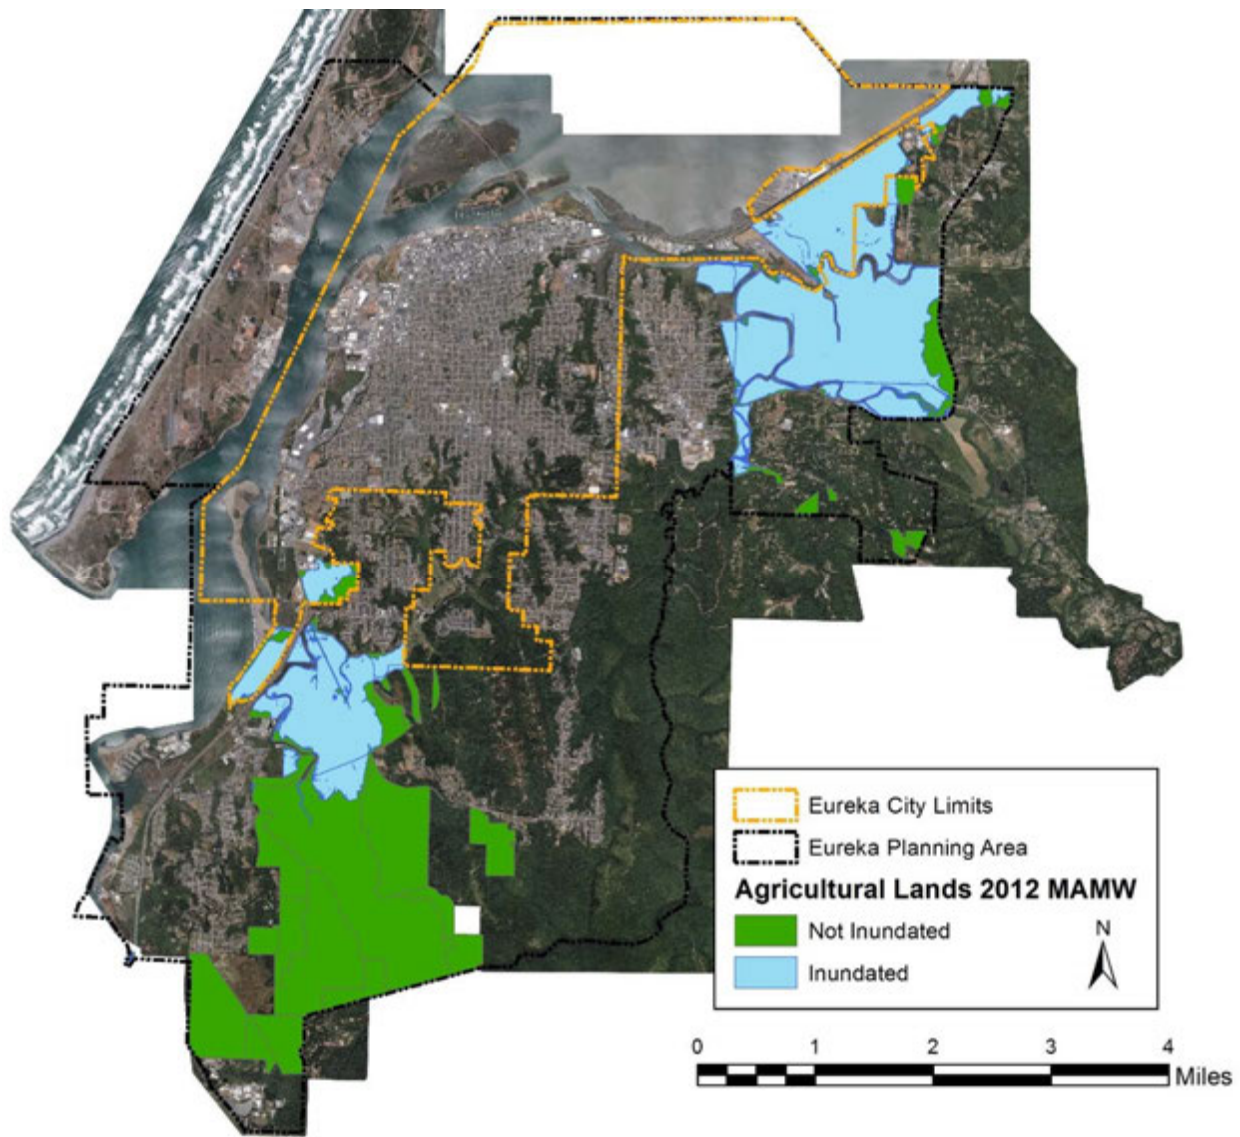 Eureka City Limits
Eureka Planning Area
Agricultural Lands 2012 MAMW
Not Inundated
Inundated
N
0 1 2 3 4
Miles